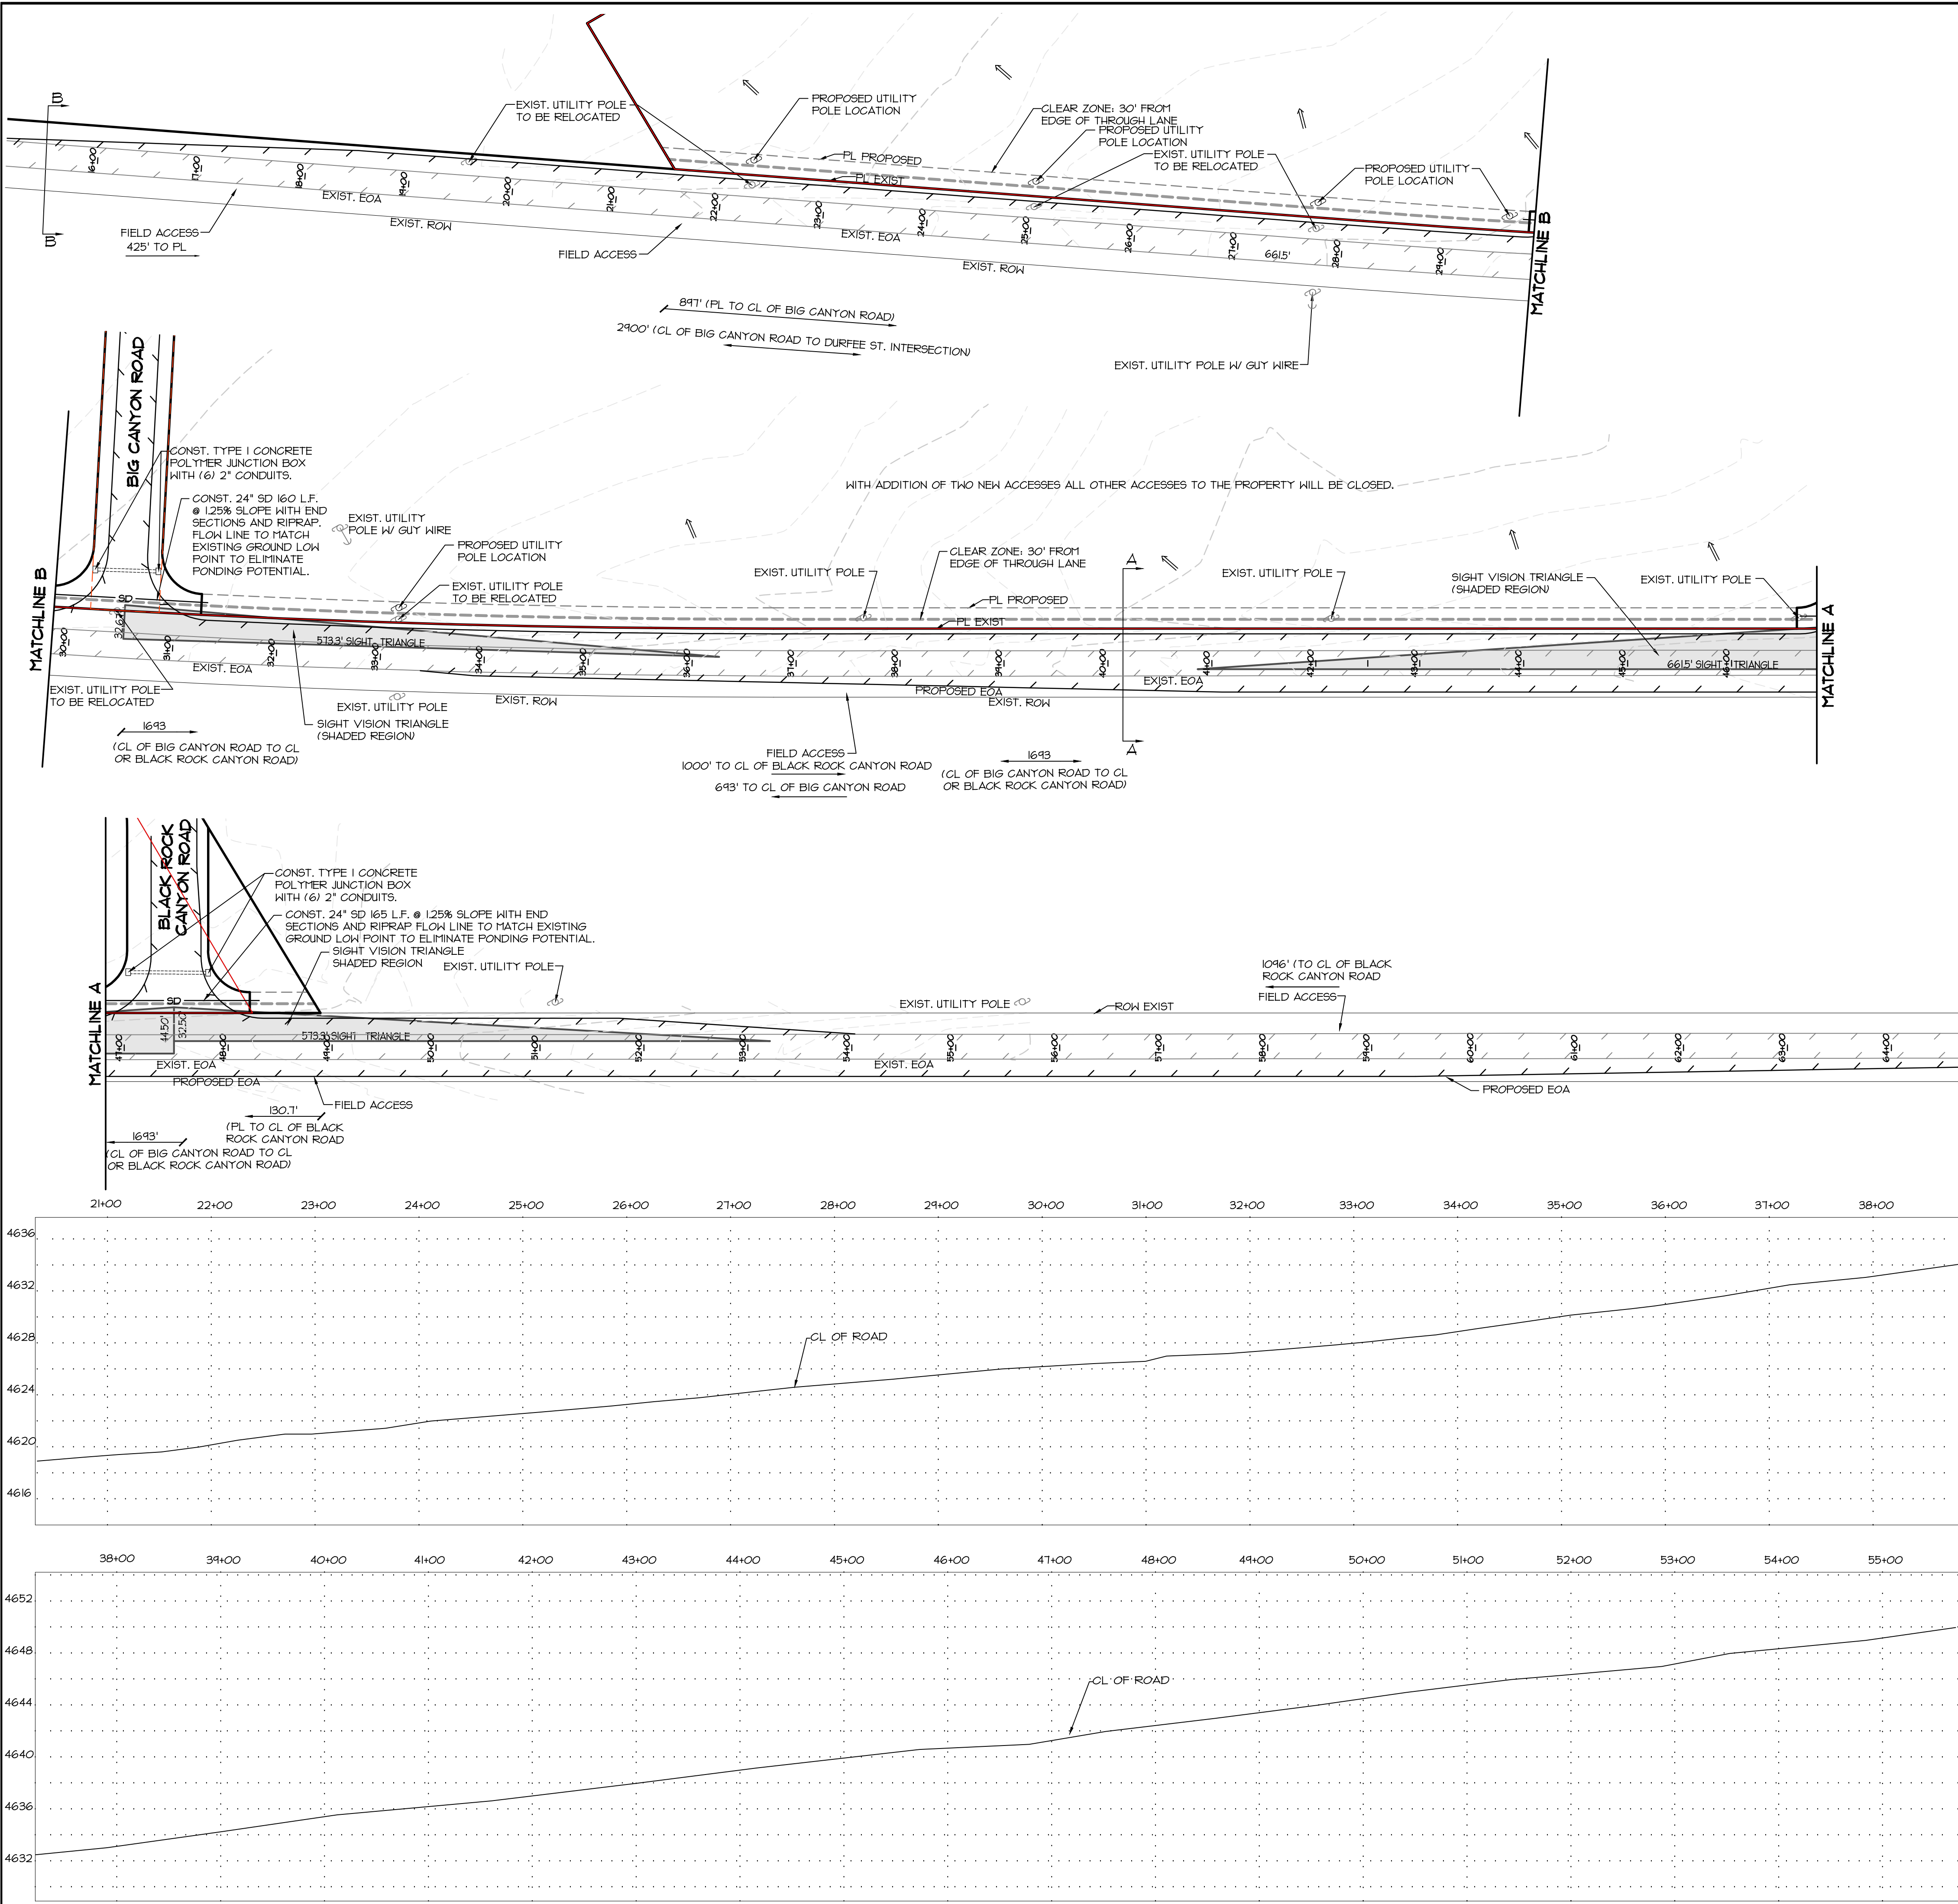 B
EXIST. UTILITY POLE
TO BE RELOCATED
PROPOSED UTILITY
POLE LOCATION
CLEAR ZONE: 30' FROM
EDGE OF THROUGH LANE
PROPOSED UTILITY
POLE LOCATION
EXIST. UTILITY POLE
TO BE RELOCATED
PROPOSED UTILITY
POLE LOCATION
PL PROPOSED
PL EXIST
16+00
17+00
18+00
19+00
20+00
21+00
22+00
23+00
24+00
25+00
26+00
27+00
661.5'
28+00
29+00
EXIST. EOA
EXIST. ROW
EXIST. EOA
EXIST. ROW
B
FIELD ACCESS
425' TO PL
FIELD ACCESS
MATCHLINE B
897' (PL TO CL OF BIG CANYON ROAD)
2900' (CL OF BIG CANYON ROAD TO DURFEE ST. INTERSECTION)
EXIST. UTILITY POLE W/ GUY WIRE
BIG CANYON ROAD
CONST. TYPE 1 CONCRETE
POLYMER JUNCTION BOX
WITH (6) 2" CONDUITS.
CONST. 24" SD 160 L.F.
@ 1.25% SLOPE WITH END
SECTIONS AND RIPRAP.
FLOW LINE TO MATCH
EXISTING GROUND LOW
POINT TO ELIMINATE
PONDING POTENTIAL.
EXIST. UTILITY
POLE W/ GUY WIRE
PROPOSED UTILITY
POLE LOCATION
EXIST. UTILITY POLE
TO BE RELOCATED
WITH ADDITION OF TWO NEW ACCESSES ALL OTHER ACCESSES TO THE PROPERTY WILL BE CLOSED.
EXIST. UTILITY POLE
CLEAR ZONE: 30' FROM
EDGE OF THROUGH LANE
A
EXIST. UTILITY POLE
SIGHT VISION TRIANGLE
(SHADED REGION)
EXIST. UTILITY POLE
PL PROPOSED
PL EXIST
MATCHLINE B
SD
32.62'
573.3' SIGHT TRIANGLE
661.5' SIGHT TRIANGLE
30+00
31+00
32+00
33+00
34+00
35+00
36+00
37+00
38+00
39+00
40+00
41+00
42+00
43+00
44+00
45+00
46+00
MATCHLINE A
EXIST. EOA
EXIST. EOA
PROPOSED EOA
EXIST. ROW
EXIST. ROW
EXIST. UTILITY POLE
TO BE RELOCATED
EXIST. UTILITY POLE
SIGHT VISION TRIANGLE
(SHADED REGION)
1693
(CL OF BIG CANYON ROAD TO CL
OR BLACK ROCK CANYON ROAD)
FIELD ACCESS
1000' TO CL OF BLACK ROCK CANYON ROAD
693' TO CL OF BIG CANYON ROAD
A
1693
(CL OF BIG CANYON ROAD TO CL
OR BLACK ROCK CANYON ROAD)
BLACK ROCK
CANYON ROAD
CONST. TYPE 1 CONCRETE
POLYMER JUNCTION BOX
WITH (6) 2" CONDUITS.
CONST. 24" SD 165 L.F. @ 1.25% SLOPE WITH END
SECTIONS AND RIPRAP FLOW LINE TO MATCH EXISTING
GROUND LOW POINT TO ELIMINATE PONDING POTENTIAL.
SIGHT VISION TRIANGLE
SHADED REGION
EXIST. UTILITY POLE
EXIST. UTILITY POLE
ROW EXIST
1096' (TO CL OF BLACK
ROCK CANYON ROAD
FIELD ACCESS
MATCHLINE A
SD
44.50'
32.50'
573.3' SIGHT TRIANGLE
47+00
48+00
49+00
50+00
51+00
52+00
53+00
54+00
55+00
56+00
57+00
58+00
59+00
60+00
61+00
62+00
63+00
64+00
EXIST. EOA
EXIST. EOA
PROPOSED EOA
PROPOSED EOA
FIELD ACCESS
130.7'
(PL TO CL OF BLACK
ROCK CANYON ROAD
1693'
(CL OF BIG CANYON ROAD TO CL
OR BLACK ROCK CANYON ROAD)
21+00 22+00 23+00 24+00 25+00 26+00 27+00 28+00 29+00 30+00 31+00 32+00 33+00 34+00 35+00 36+00 37+00 38+00
4636
4632
4628
4624
4620
4616
CL OF ROAD
38+00 39+00 40+00 41+00 42+00 43+00 44+00 45+00 46+00 47+00 48+00 49+00 50+00 51+00 52+00 53+00 54+00 55+00
4652
4648
4644
4640
4636
4632
CL OF ROAD